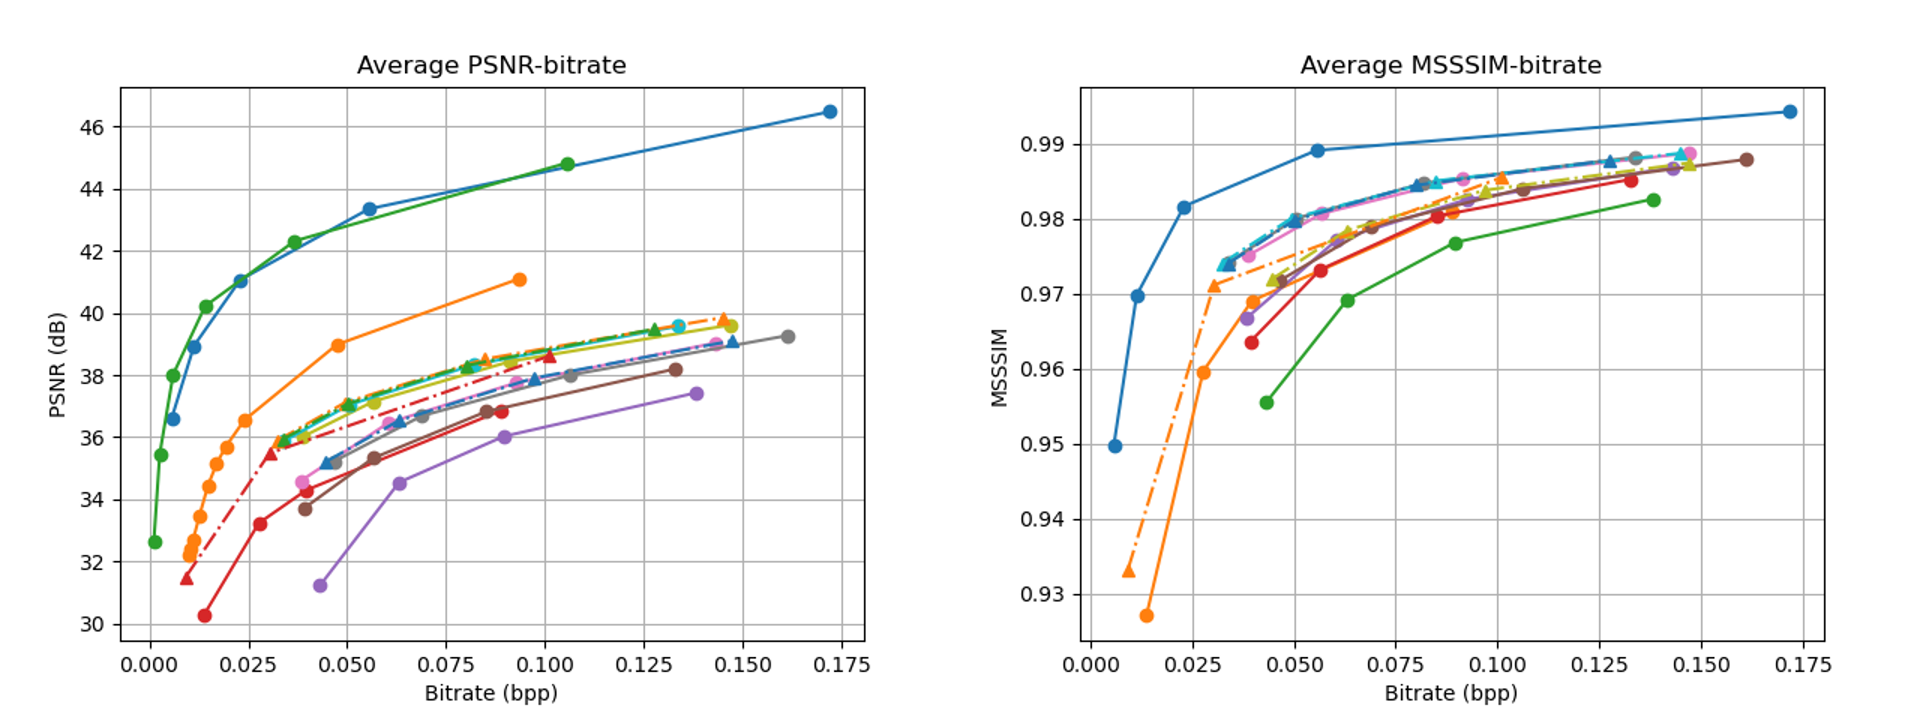 Average PSNR-bitrate
PSNR (dB)
46
44
42
40
38
36
34
32
30
0.000 0.025 0.050 0.075 0.100 0.125 0.150 0.175
Bitrate (bpp)
Average MSSSIM-bitrate
MSSSIM
0.99
0.98
0.97
0.96
0.95
0.94
0.93
0.000 0.025 0.050 0.075 0.100 0.125 0.150 0.175
Bitrate (bpp)